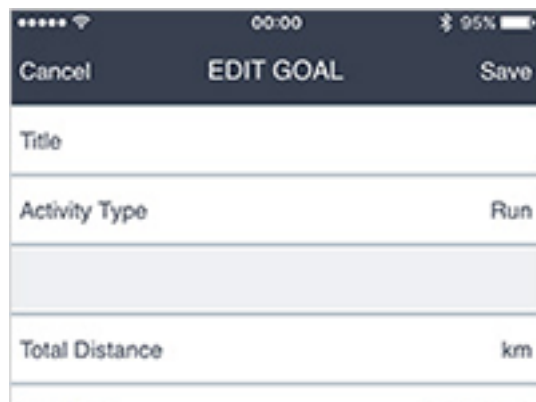 00:00 95%
Cancel EDIT GOAL Save
Title
Activity Type Run
Total Distance km